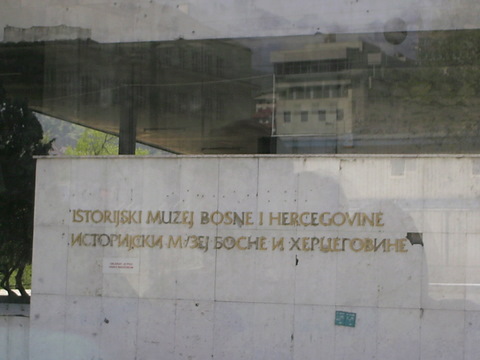 ISTORIJSKI MUZEJ BOSNE I HERCEGOVINE
ИСТОРИЈСКИ МУЗЕЈ БОСНЕ И ХЕРЦЕГОВИНЕ